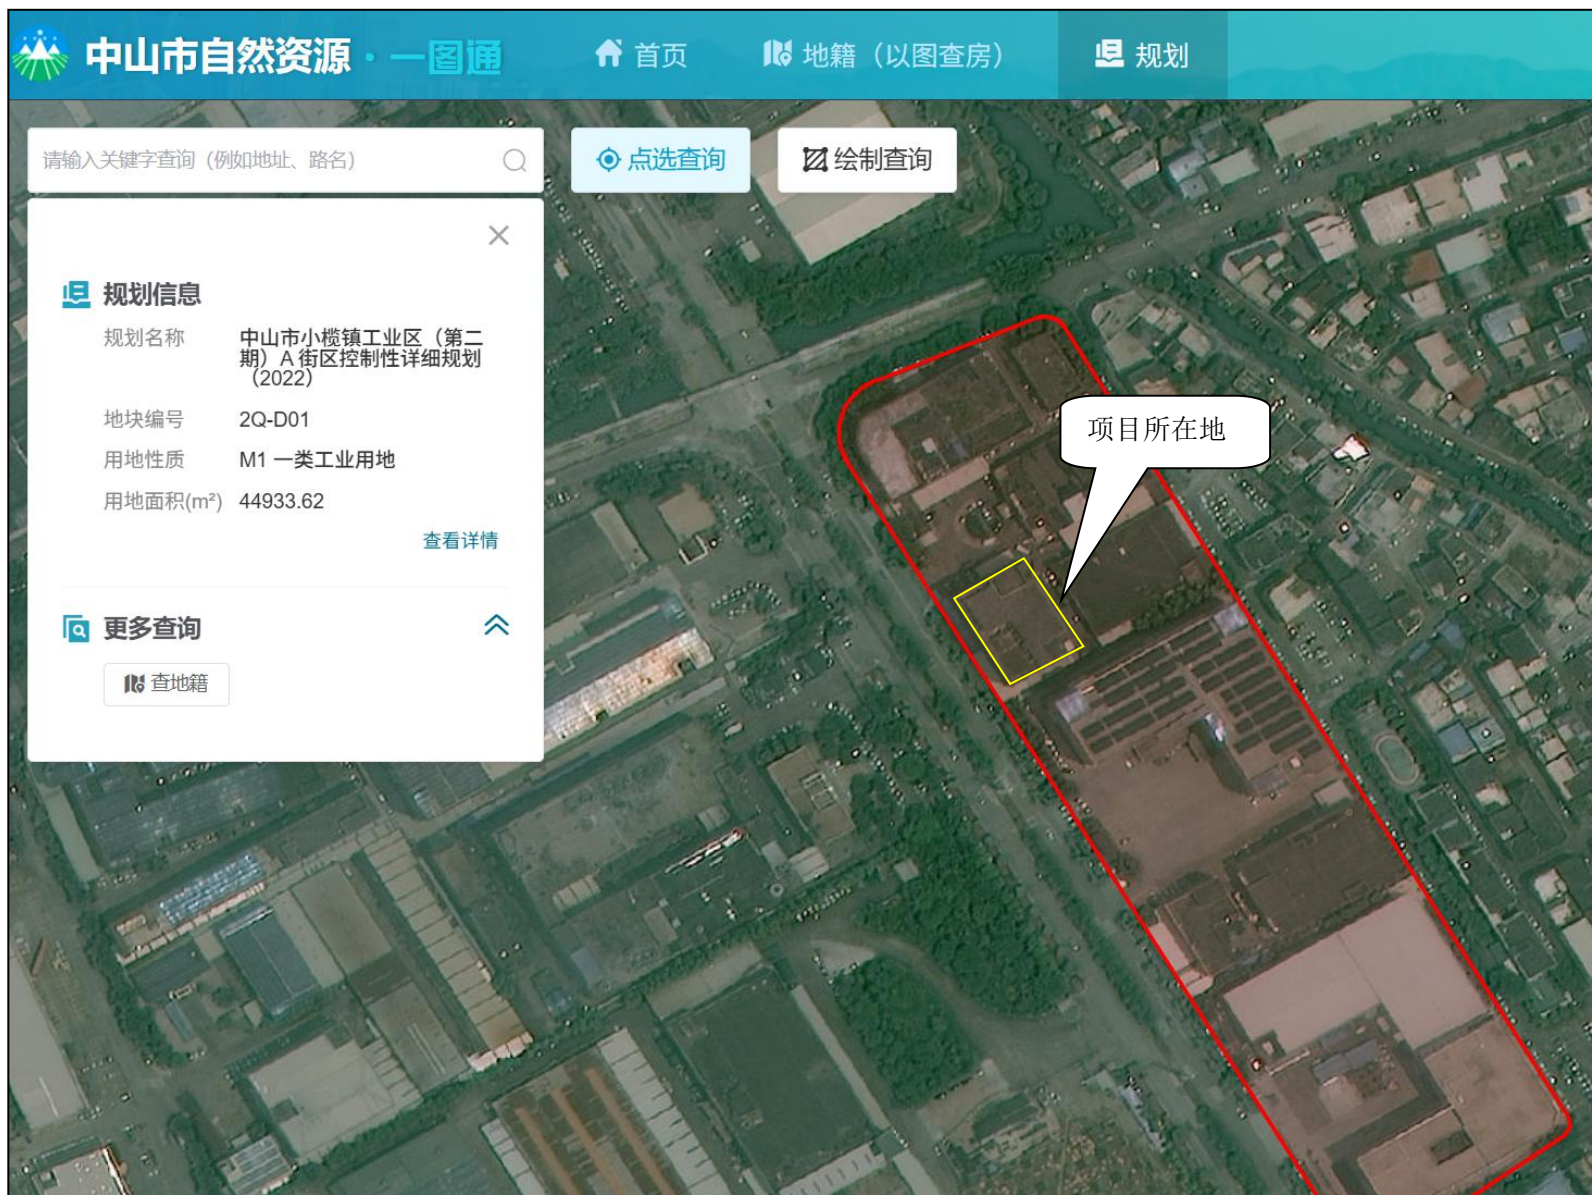 中山市自然资源·一图通
首页
地籍（以图查房）
规划
请输入关键字查询（例如地址、路名）
点选查询
绘制查询
规划信息
规划名称
中山市小榄镇工业区（第二
期）A 街区控制性详细规划
（2022）
地块编号
2Q-D01
用地性质
M1 一类工业用地
用地面积(m²)
44933.62
查看详情
更多查询
查地籍
项目所在地